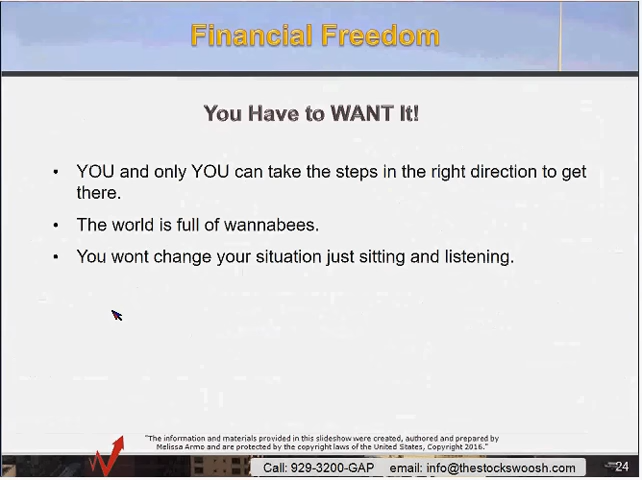 Financial Freedom
You Have to WANT It!
• YOU and only YOU can take the steps in the right direction to get
there.
• The world is full of wannabees.
• You wont change your situation just sitting and listening.
"The information and materials provided in this slideshow were created, authored and prepared by
Melissa Armo and are protected by the copyright laws of the United States, Copyright 2016."
Call: 929-3200-GAP email: info@thestockswoosh.com 24